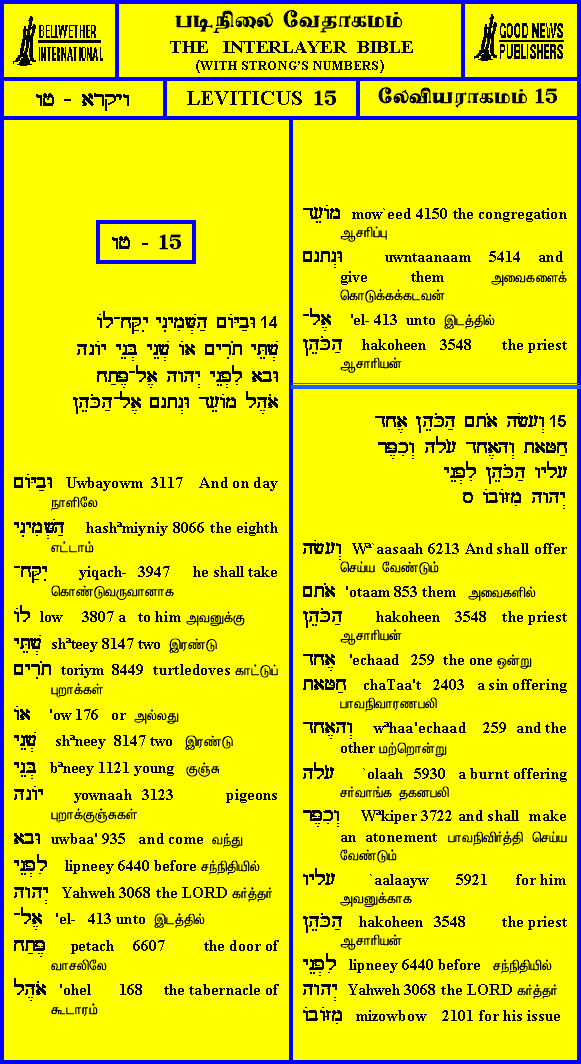 BELLWETHER
INTERNATIONAL
படிநிலை வேதாகமம்
THE INTERLAYER BIBLE
(WITH STRONG'S NUMBERS)
GOOD NEWS
PUBLISHERS
ויקרא - טו
LEVITICUS 15
லேவியராகமம் 15
טו - 15
14 וּבַיּוֹם הַשְּׁמִינִי יִקַּח־לוֹ
שְׁתֵּי תֹרִים אוֹ שְׁנֵי בְּנֵי יוֹנָה
וּבָא לִפְנֵי יְהוָה אֶל־פֶּתַח
אֹהֶל מוֹעֵד וּנְתָנָם אֶל־הַכֹּהֵן
וּבַיּוֹם Uwbayowm 3117 And on day
நாளிலே
הַשְּׁמִינִי hashªmiyniy 8066 the eighth
எட்டாம்
יִקַּח־ yiqach- 3947 he shall take
கொண்டுவருவானாக
לוֹ low 3807 a to him அவனுக்கு
שְׁתֵּי shªteey 8147 two இரண்டு
תֹרִים toriym 8449 turtledoves காட்டுப்
புறாக்கள்
אוֹ 'ow 176 or அல்லது
שְׁנֵי shªneey 8147 two இரண்டு
בְּנֵי bªneey 1121 young குஞ்சு
יוֹנָה yownaah 3123 pigeons
புறாக்குஞ்சுகள்
וּבָא uwbaa' 935 and come வந்து
לִפְנֵי lipneey 6440 before சந்நிதியில்
יְהוָה Yahweh 3068 the LORD கர்த்தர்
אֶל־ 'el- 413 unto இடத்தில்
פֶּתַח petach 6607 the door of
வாசலிலே
אֹהֶל 'ohel 168 the tabernacle of
கூடாரம்
מוֹעֵד mow`eed 4150 the congregation
ஆசரிப்பு
וּנְתָנָם uwntaanaam 5414 and
give them அவைகளைக்
கொடுக்கக்கடவன்
אֶל־ 'el- 413 unto இடத்தில்
הַכֹּהֵן hakoheen 3548 the priest
ஆசாரியன்
15 וְעָשָׂה אֹתָם הַכֹּהֵן אֶחָד
חַטָּאת וְהָאֶחָד עֹלָה וְכִפֶּר
עָלָיו הַכֹּהֵן לִפְנֵי
יְהוָה מִזּוֹבוֹ ס
וְעָשָׂה Wª`aasaah 6213 And shall offer
செய்ய வேண்டும்
אֹתָם 'otaam 853 them அவைகளில்
הַכֹּהֵן hakoheen 3548 the priest
ஆசாரியன்
אֶחָד 'echaad 259 the one ஒன்று
חַטָּאת chaTaa't 2403 a sin offering
பாவநிவாரணபலி
וְהָאֶחָד wªhaa'echaad 259 and the
other மற்றொன்று
עֹלָה `olaah 5930 a burnt offering
சர்வாங்க தகனபலி
וְכִפֶּר Wªkiper 3722 and shall make
an atonement பாவநிவிர்த்தி செய்ய
வேண்டும்
עָלָיו `aalaayw 5921 for him
அவனுக்காக
הַכֹּהֵן hakoheen 3548 the priest
ஆசாரியன்
לִפְנֵי lipneey 6440 before சந்நிதியில்
יְהוָה Yahweh 3068 the LORD கர்த்தர்
מִזּוֹבוֹ mizowbow 2101 for his issue